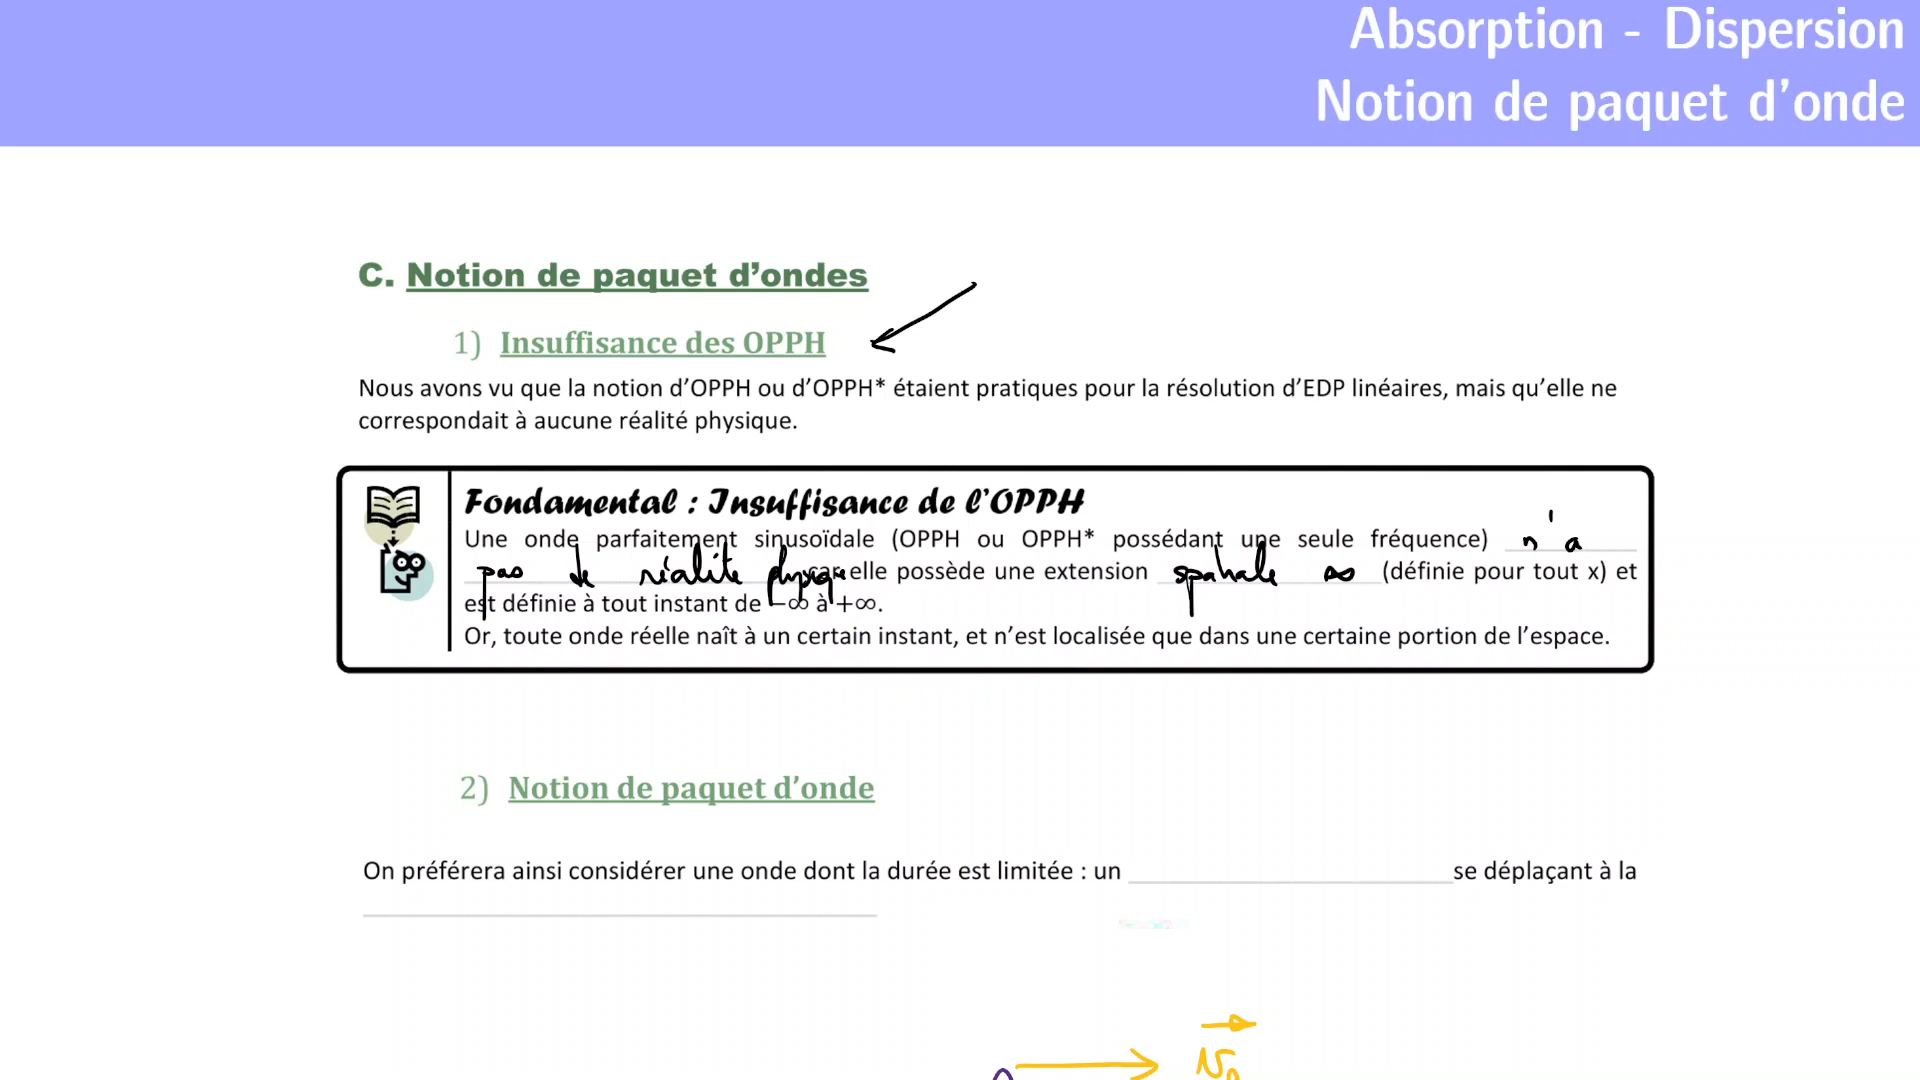 Absorption - Dispersion
Notion de paquet d'onde
C. Notion de paquet d'ondes
1) Insuffisance des OPPH
Nous avons vu que la notion d'OPPH ou d'OPPH* étaient pratiques pour la résolution d'EDP linéaires, mais qu'elle ne
correspondait à aucune réalité physique.
Fondamental : Insuffisance de l'OPPH
Une onde parfaitement sinusoïdale (OPPH ou OPPH* possédant une seule fréquence) n'a
pas de réalité physique car elle possède une extension spatiale ∞ (définie pour tout x) et
est définie à tout instant de −∞ à +∞.
Or, toute onde réelle naît à un certain instant, et n'est localisée que dans une certaine portion de l'espace.
2) Notion de paquet d'onde
On préférera ainsi considérer une onde dont la durée est limitée : un se déplaçant à la